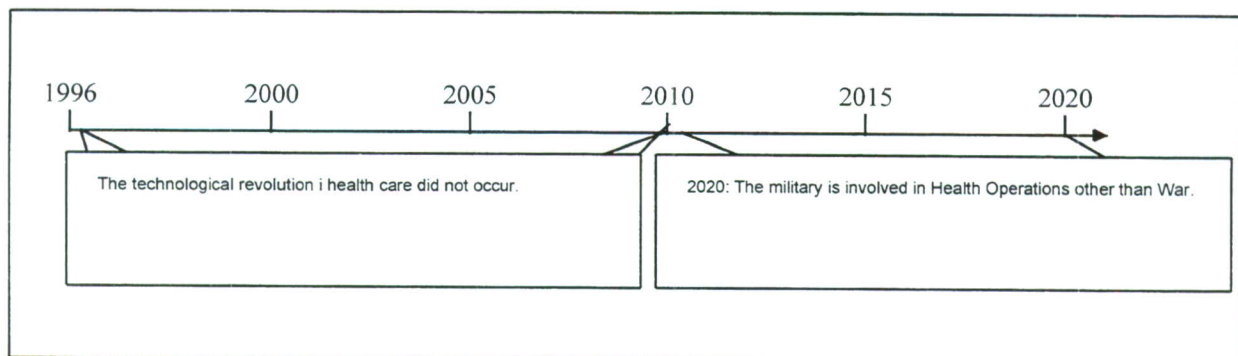 1996 2000 2005 2010 2015 2020
The technological revolution i health care did not occur.
2020: The military is involved in Health Operations other than War.